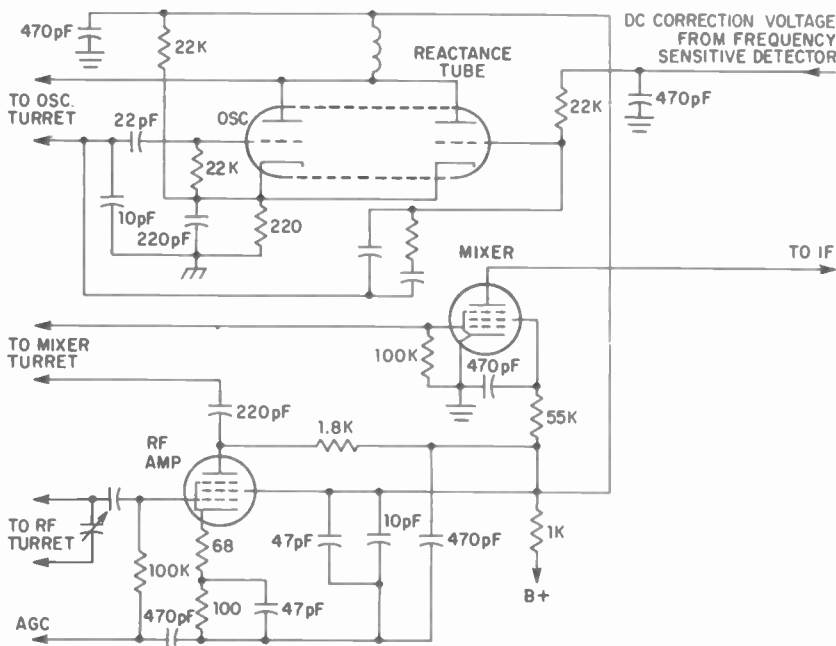 470pF
22K
REACTANCE
TUBE
DC CORRECTION VOLTAGE
FROM FREQUENCY
SENSITIVE DETECTOR
TO OSC.
TURRET
22pF
OSC
22K
470pF
22K
10pF
220pF
220
MIXER
TO IF
TO MIXER
TURRET
100K
470pF
220pF
1.8K
55K
RF
AMP
TO RF
TURRET
68
47pF
10pF
470pF
1K
100K
470pF
100
47pF
B+
AGC